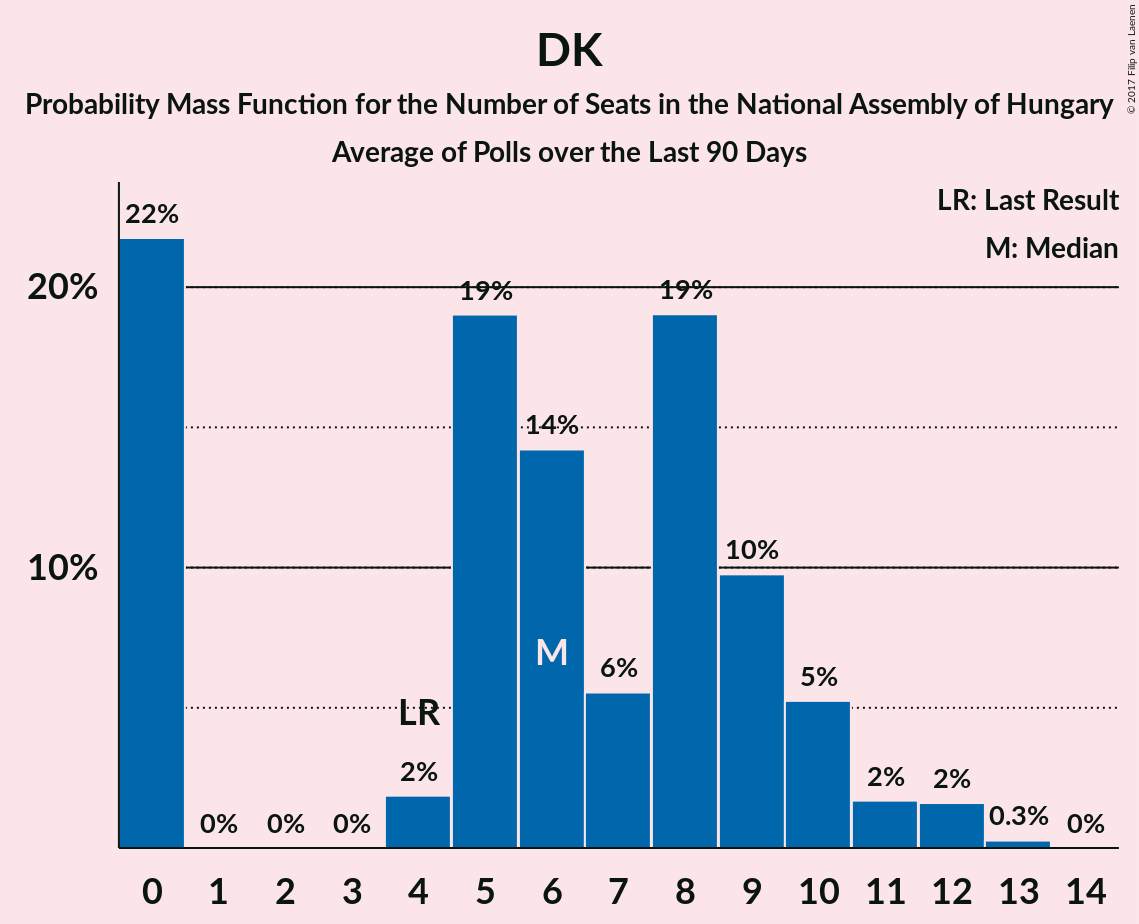 DK
Probability Mass Function for the Number of Seats in the National Assembly of Hungary
Average of Polls over the Last 90 Days
© 2017 Filip van Laenen
LR: Last Result
M: Median
22%
20%
19%
19%
14%
10%
10%
M
6%
5%
LR
2%
2%
2%
0%
0%
0%
0.3%
0%
0 1 2 3 4 5 6 7 8 9 10 11 12 13 14